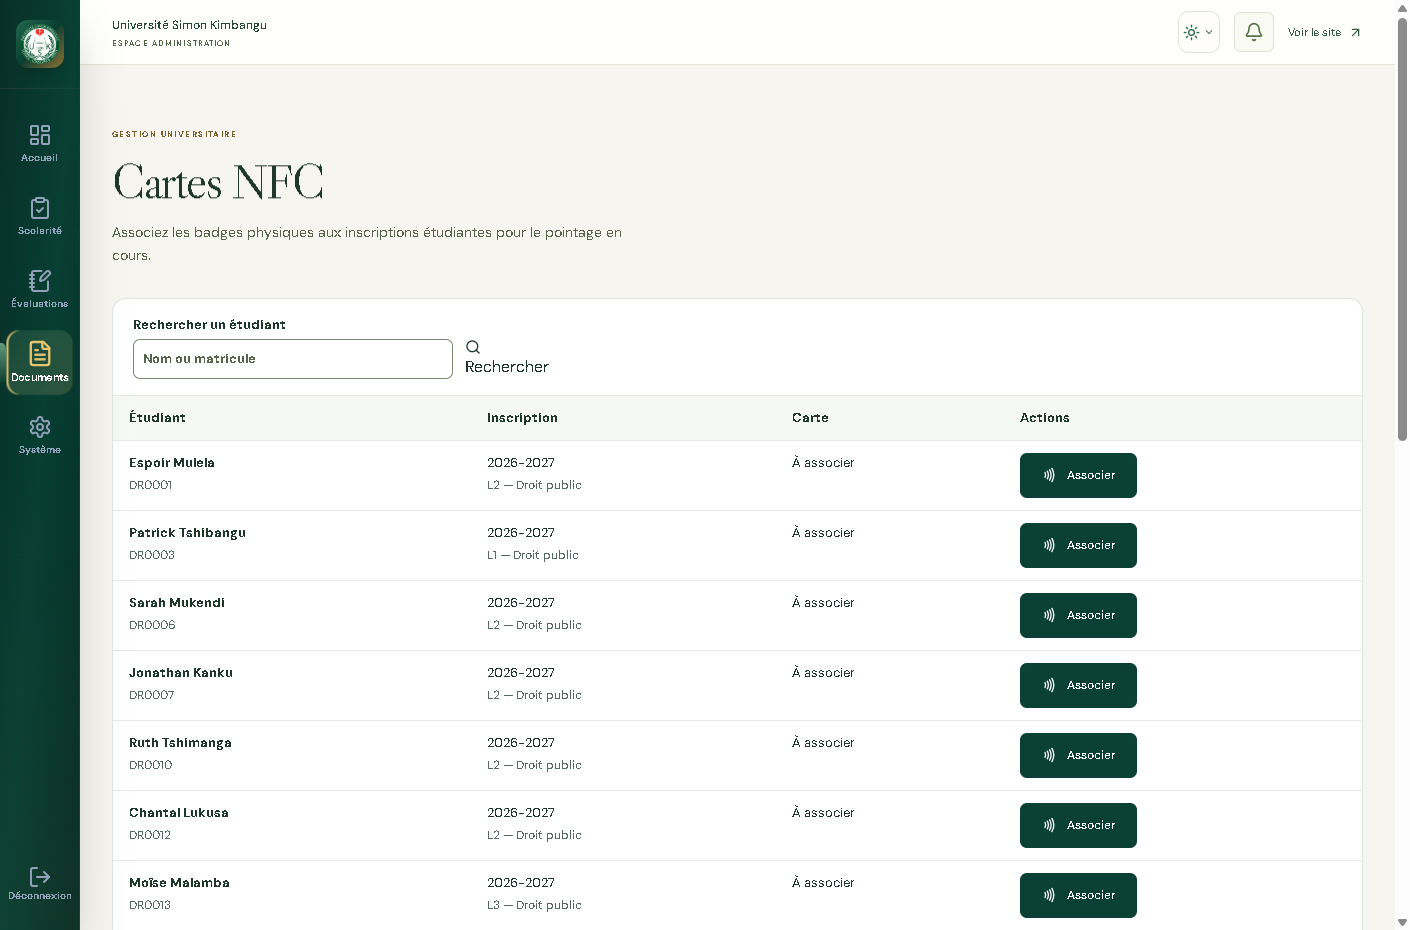 Université Simon Kimbangu
ESPACE ADMINISTRATION
Voir le site
Accueil
Scolarité
Évaluations
Documents
Système
Déconnexion
GESTION UNIVERSITAIRE
Cartes NFC
Associez les badges physiques aux inscriptions étudiantes pour le pointage en
cours.
Rechercher un étudiant
Nom ou matricule
Rechercher
Étudiant Inscription Carte Actions
Espoir Mulela 2026-2027 À associer Associer
DR0001 L2 — Droit public
Patrick Tshibangu 2026-2027 À associer Associer
DR0003 L1 — Droit public
Sarah Mukendi 2026-2027 À associer Associer
DR0006 L2 — Droit public
Jonathan Kanku 2026-2027 À associer Associer
DR0007 L2 — Droit public
Ruth Tshimanga 2026-2027 À associer Associer
DR0010 L2 — Droit public
Chantal Lukusa 2026-2027 À associer Associer
DR0012 L2 — Droit public
Moïse Malamba 2026-2027 À associer Associer
DR0013 L3 — Droit public